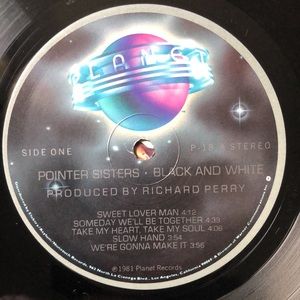 PLANET
SIDE ONE
P-18 A STEREO
POINTER SISTERS • BLACK AND WHITE
PRODUCED BY RICHARD PERRY
SWEET LOVER MAN 4:12
SOMEDAY WE'LL BE TOGETHER 4:39
TAKE MY HEART, TAKE MY SOUL 4:06
SLOW HAND 3:54
WE'RE GONNA MAKE IT 3:56
℗1981 Planet Records